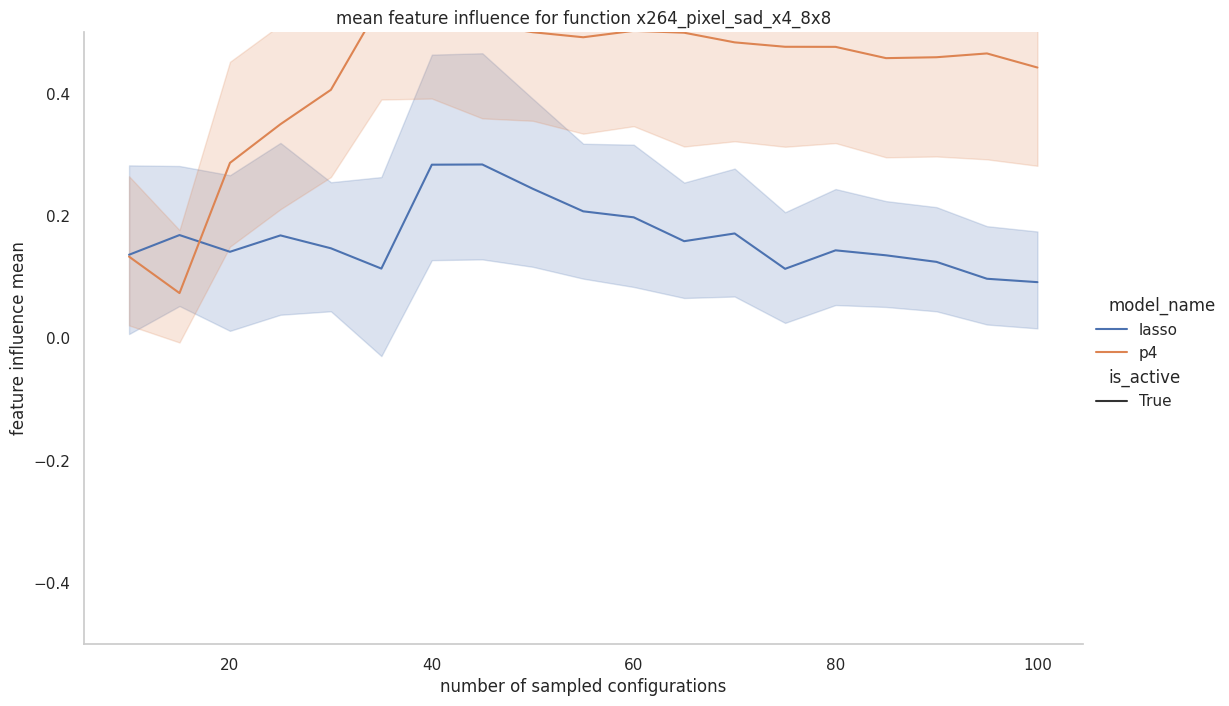 mean feature influence for function x264_pixel_sad_x4_8x8
feature influence mean
0.4
0.2
0.0
−0.2
−0.4
20
40
60
80
100
number of sampled configurations
model_name
lasso
p4
is_active
True